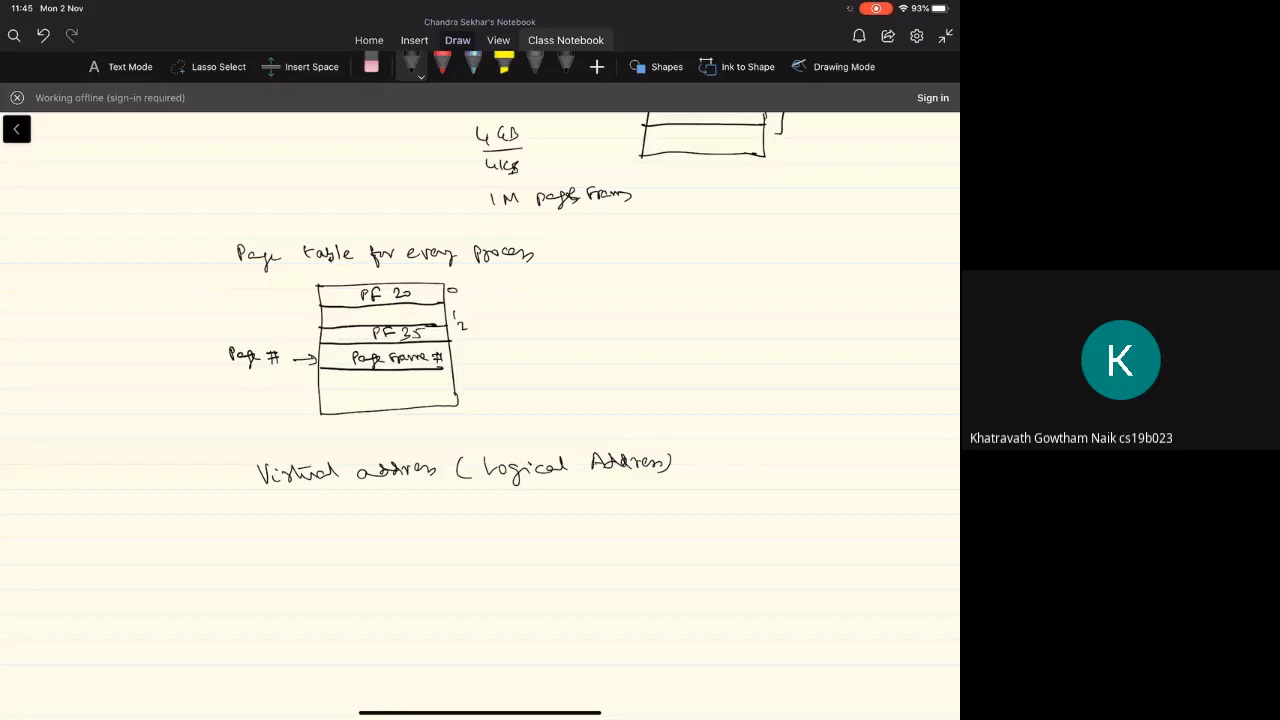 11:45 Mon 2 Nov
93%
Chandra Sekhar's Notebook
Home Insert Draw View Class Notebook
Text Mode Lasso Select Insert Space Shapes Ink to Shape Drawing Mode
Working offline (sign-in required) Sign in
4 GB
4KB
1 M page frames
Page table for every process
PF 20 0
1
PF 35 2
Page # → Page Frame #
Virtual address (Logical Address)
K
Khatravath Gowtham Naik cs19b023